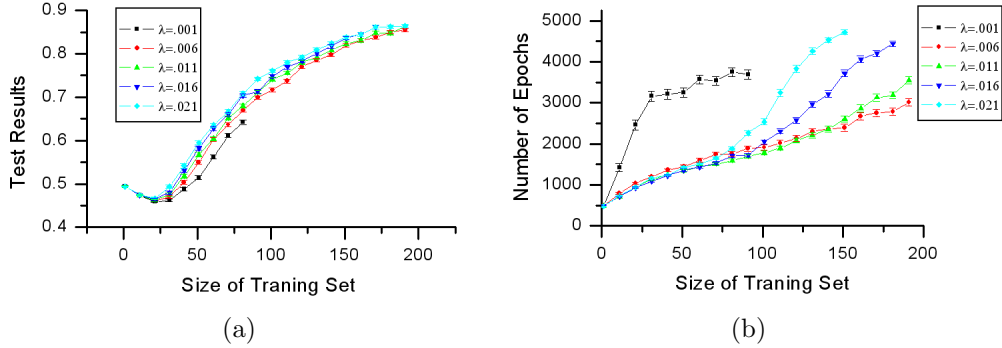 0.9
0.8
0.7
0.6
0.5
0.4
Test Results
λ=.001
λ=.006
λ=.011
λ=.016
λ=.021
0
50
100
150
200
Size of Traning Set
(a)
6000
5000
4000
3000
2000
1000
0
Number of Epochs
λ=.001
λ=.006
λ=.011
λ=.016
λ=.021
0
50
100
150
200
Size of Traning Set
(b)